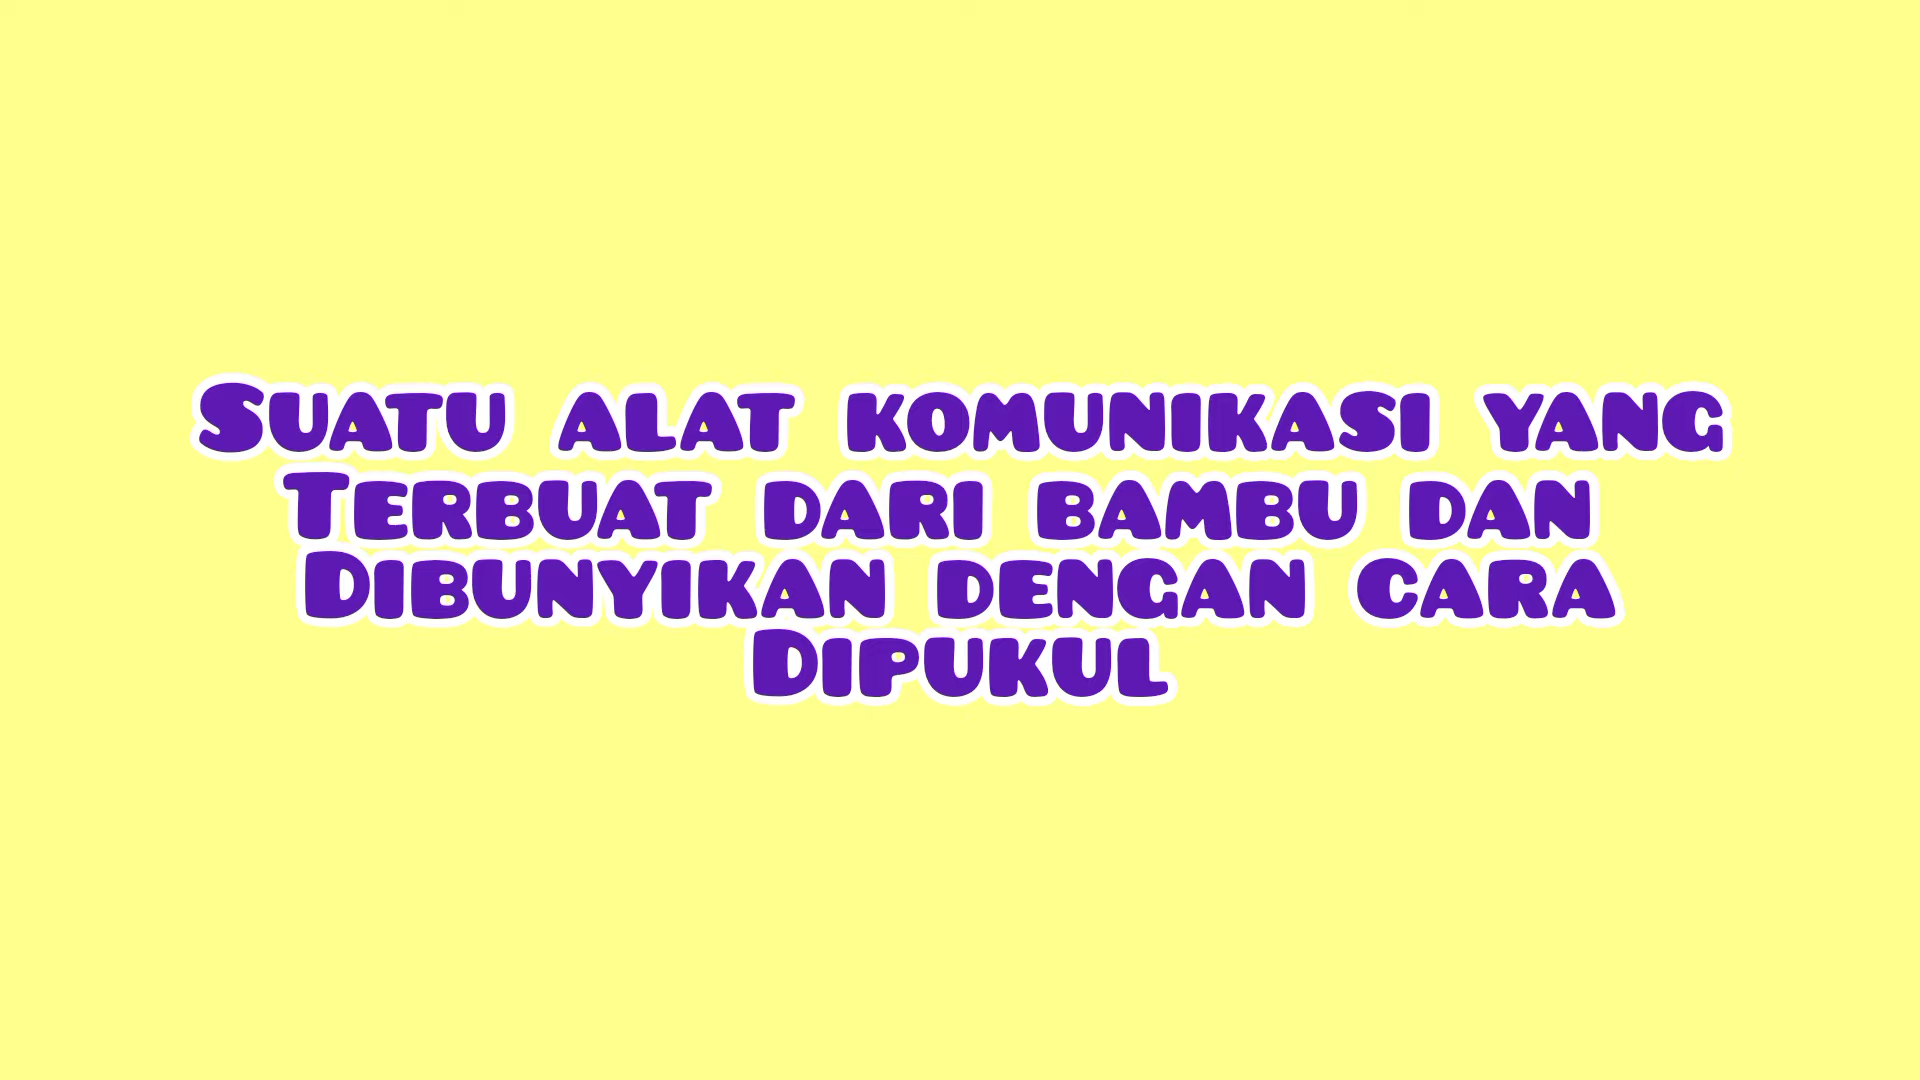 Suatu alat komunikasi yang
Terbuat dari bambu dan
Dibunyikan dengan cara
Dipukul